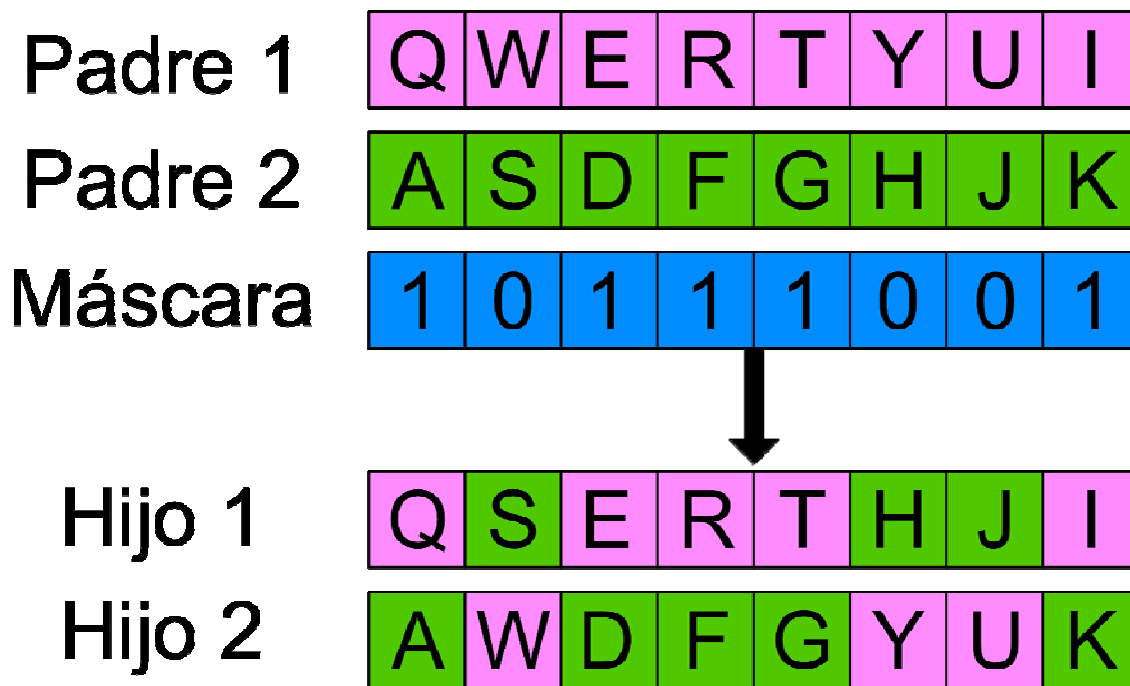 Padre 1 Q W E R T Y U I
Padre 2 A S D F G H J K
Máscara 1 0 1 1 1 0 0 1
Hijo 1 Q S E R T H J I
Hijo 2 A W D F G Y U K